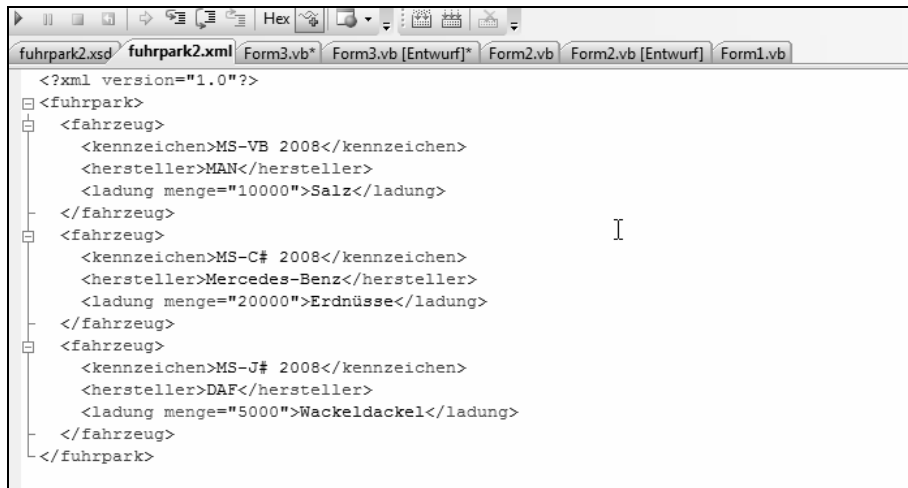 Hex
fuhrpark2.xsd fuhrpark2.xml Form3.vb* Form3.vb [Entwurf]* Form2.vb Form2.vb [Entwurf] Form1.vb
<?xml version="1.0"?>
<fuhrpark>
<fahrzeug>
<kennzeichen>MS-VB 2008</kennzeichen>
<hersteller>MAN</hersteller>
<ladung menge="10000">Salz</ladung>
</fahrzeug>
<fahrzeug>
<kennzeichen>MS-C# 2008</kennzeichen>
<hersteller>Mercedes-Benz</hersteller>
<ladung menge="20000">Erdnüsse</ladung>
</fahrzeug>
<fahrzeug>
<kennzeichen>MS-J# 2008</kennzeichen>
<hersteller>DAF</hersteller>
<ladung menge="5000">Wackeldackel</ladung>
</fahrzeug>
</fuhrpark>